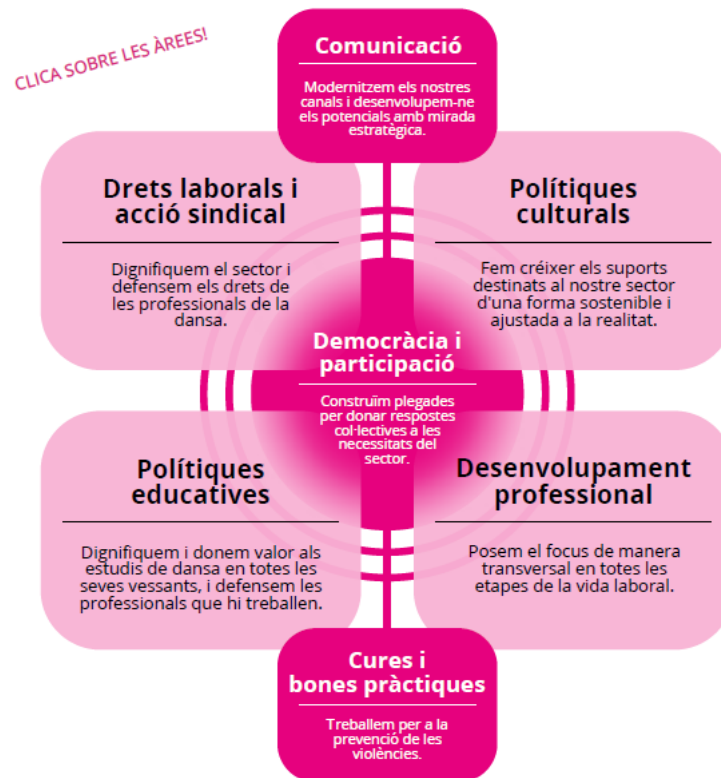 CLICA SOBRE LES ÀREES!
Comunicació
Modernitzem els nostres
canals i desenvolupem-ne
els potencials amb mirada
estratègica.
Drets laborals i
acció sindical
Dignifiquem el sector i
defensem els drets de
les professionals de la
dansa.
Polítiques
culturals
Fem créixer els suports
destinats al nostre sector
d'una forma sostenible i
ajustada a la realitat.
Democràcia i
participació
Construïm plegades
per donar respostes
col·lectives a les
necessitats del
sector.
Polítiques
educatives
Dignifiquem i donem valor als
estudis de dansa en totes les
seves vessants, i defensem les
professionals que hi treballen.
Desenvolupament
professional
Posem el focus de manera
transversal en totes les
etapes de la vida laboral.
Cures i
bones pràctiques
Treballem per a la
prevenció de les
violències.